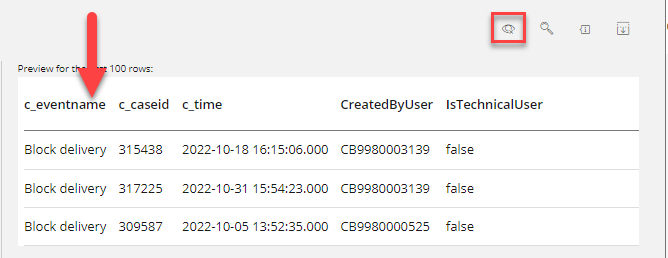 Preview for the first 100 rows:
c_eventname c_caseid c_time CreatedByUser IsTechnicalUser
Block delivery 315438 2022-10-18 16:15:06.000 CB9980003139 false
Block delivery 317225 2022-10-31 15:54:23.000 CB9980003139 false
Block delivery 309587 2022-10-05 13:52:35.000 CB9980000525 false